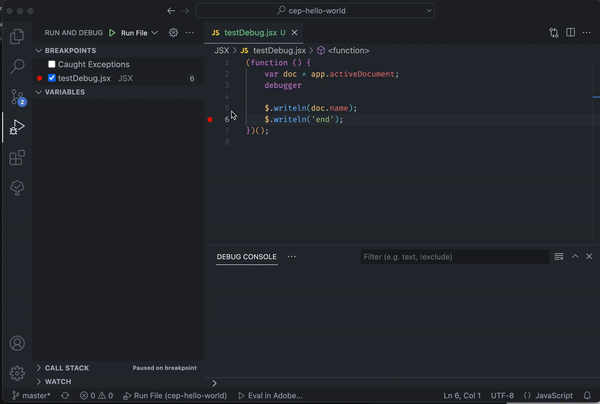 cep-hello-world
RUN AND DEBUG Run File
JS testDebug.jsx U
BREAKPOINTS
Caught Exceptions
testDebug.jsx JSX 6
VARIABLES
2
JSX > JS testDebug.jsx > <function>
1 (function () {
2 var doc = app.activeDocument;
3 debugger
4
5 $.writeln(doc.name);
6 $.writeln('end');
7 })();
8
DEBUG CONSOLE
Filter (e.g. text, !exclude)
CALL STACK Paused on breakpoint
WATCH
master* 0 0 Run File (cep-hello-world) Eval in Adobe... Ln 6, Col 1 UTF-8 {} JavaScript